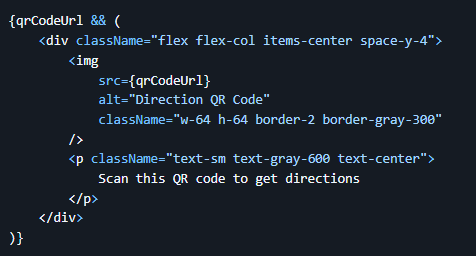 {qrCodeUrl && (
    <div className="flex flex-col items-center space-y-4">
        <img
            src={qrCodeUrl}
            alt="Direction QR Code"
            className="w-64 h-64 border-2 border-gray-300"
        />
        <p className="text-sm text-gray-600 text-center">
            Scan this QR code to get directions
        </p>
    </div>
)}